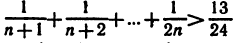 1/(n+1) + 1/(n+2) + ... + 1/(2n) > 13/24